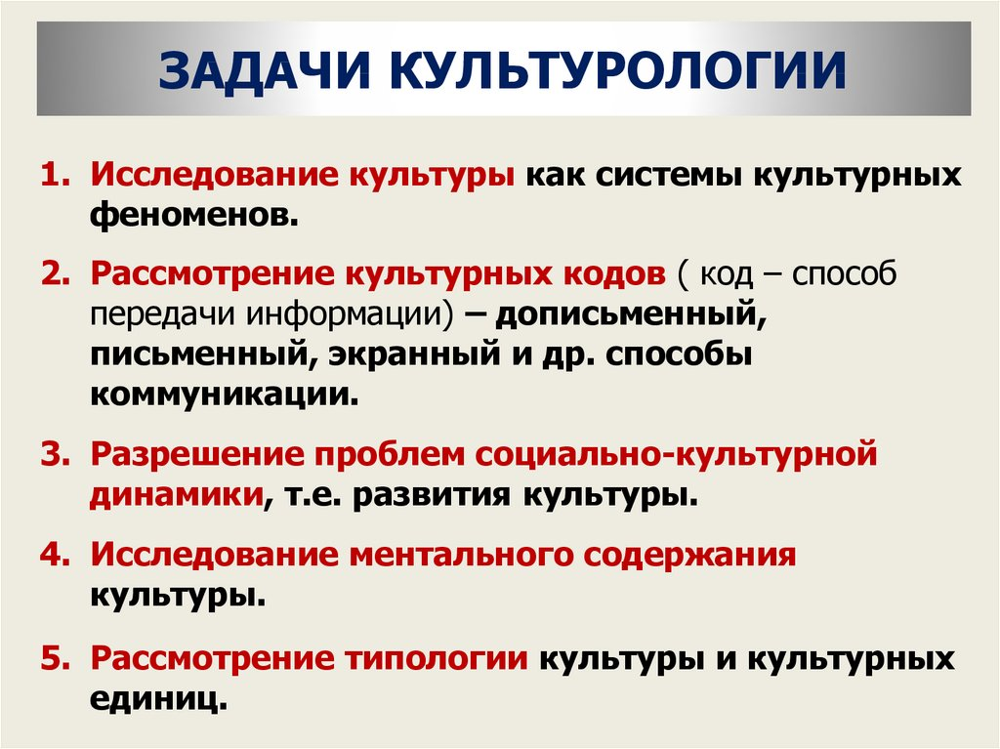 ЗАДАЧИ КУЛЬТУРОЛОГИИ
1. Исследование культуры как системы культурных
феноменов.
2. Рассмотрение культурных кодов ( код – способ
передачи информации) – дописьменный,
письменный, экранный и др. способы
коммуникации.
3. Разрешение проблем социально-культурной
динамики, т.е. развития культуры.
4. Исследование ментального содержания
культуры.
5. Рассмотрение типологии культуры и культурных
единиц.